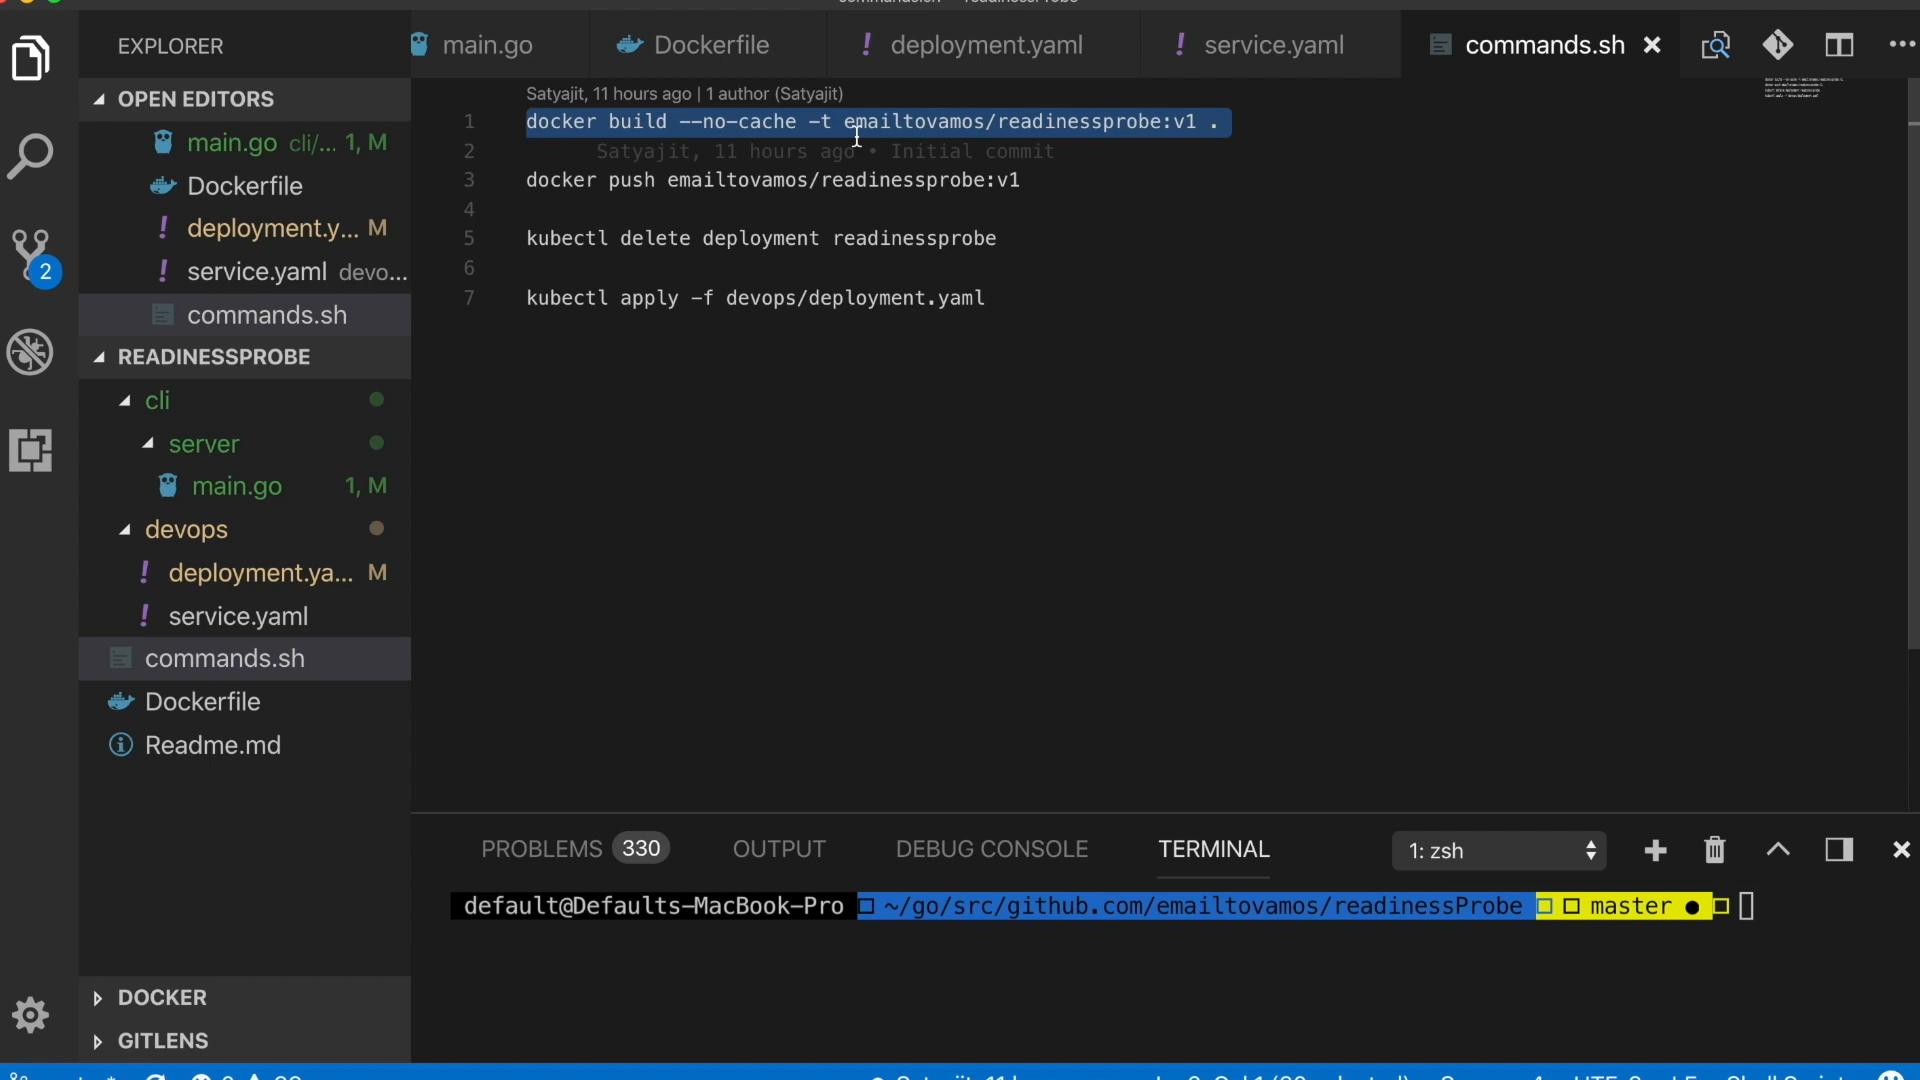 EXPLORER
OPEN EDITORS
main.go cli/... 1, M
Dockerfile
deployment.y... M
service.yaml devo...
commands.sh
READINESSPROBE
cli
server
main.go 1, M
devops
deployment.ya... M
service.yaml
commands.sh
Dockerfile
Readme.md
DOCKER
GITLENS
2
main.go Dockerfile deployment.yaml service.yaml commands.sh
Satyajit, 11 hours ago | 1 author (Satyajit)
1 docker build --no-cache -t emailtovamos/readinessprobe:v1 .
2 Satyajit, 11 hours ago • Initial commit
3 docker push emailtovamos/readinessprobe:v1
4
5 kubectl delete deployment readinessprobe
6
7 kubectl apply -f devops/deployment.yaml
PROBLEMS 330 OUTPUT DEBUG CONSOLE TERMINAL 1: zsh
default@Defaults-MacBook-Pro ~/go/src/github.com/emailtovamos/readinessProbe master ●